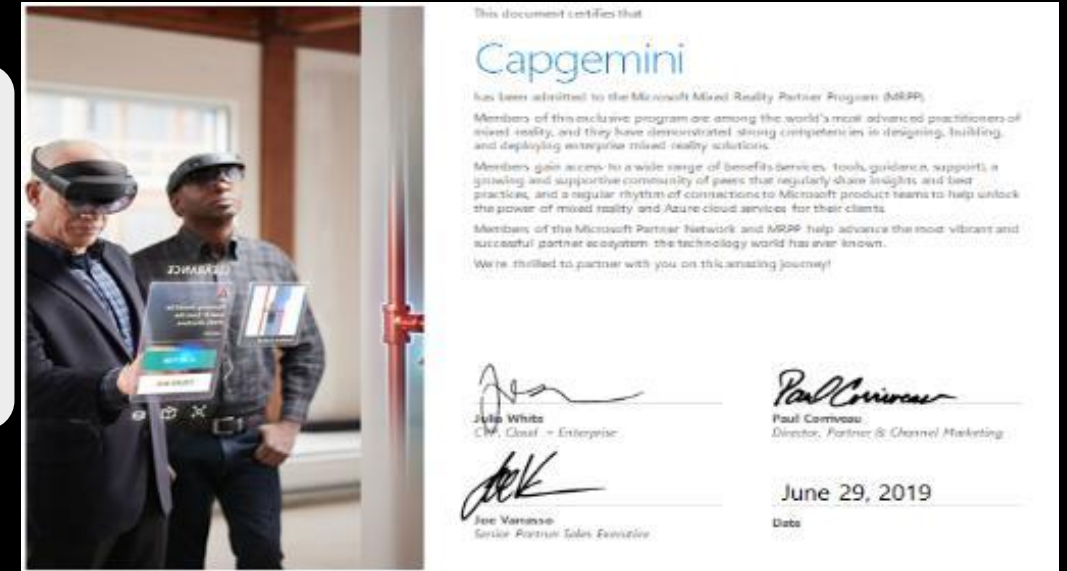 This document certifies that
Capgemini
has been admitted to the Microsoft Mixed Reality Partner Program (MRPP).
Members of this exclusive program are among the world's most advanced practitioners of
mixed reality, and they have demonstrated strong competencies in designing, building,
and deploying enterprise mixed reality solutions.
Members gain access to a wide range of benefits (services, tools, guidance, support), a
growing and supportive community of peers that regularly share insights and best
practices, and a regular rhythm of connections to Microsoft product teams to help unlock
the power of mixed reality and Azure cloud services for their clients.
Members of the Microsoft Partner Network and MRPP help advance the most vibrant and
successful partner ecosystem the technology world has ever known.
We're thrilled to partner with you on this amazing journey!
CLEARANCE
Paul Corriveau
Julia White
Paul Corriveau
CVP, Cloud + Enterprise
Director, Partner & Channel Marketing
June 29, 2019
Joe Vanasso
Date
Senior Partner Sales Executive